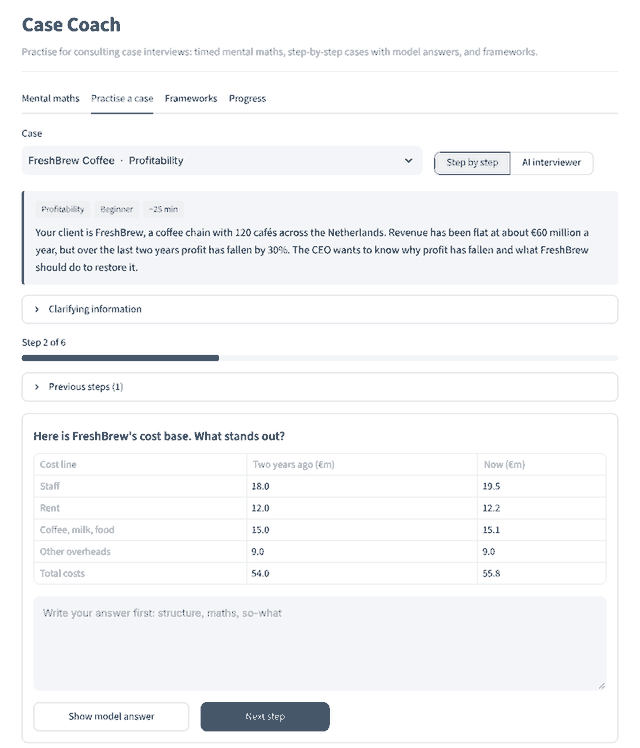 Case Coach
Practise for consulting case interviews: timed mental maths, step-by-step cases with model answers, and frameworks.
Mental maths Practise a case Frameworks Progress
Case
FreshBrew Coffee · Profitability
Step by step AI interviewer
Profitability Beginner ~25 min
Your client is FreshBrew, a coffee chain with 120 cafés across the Netherlands. Revenue has been flat at about €60 million a
year, but over the last two years profit has fallen by 30%. The CEO wants to know why profit has fallen and what FreshBrew
should do to restore it.
Clarifying information
Step 2 of 6
Previous steps (1)
Here is FreshBrew's cost base. What stands out?
Cost line Two years ago (€m) Now (€m)
Staff 18.0 19.5
Rent 12.0 12.2
Coffee, milk, food 15.0 15.1
Other overheads 9.0 9.0
Total costs 54.0 55.8
Write your answer first: structure, maths, so-what
Show model answer Next step